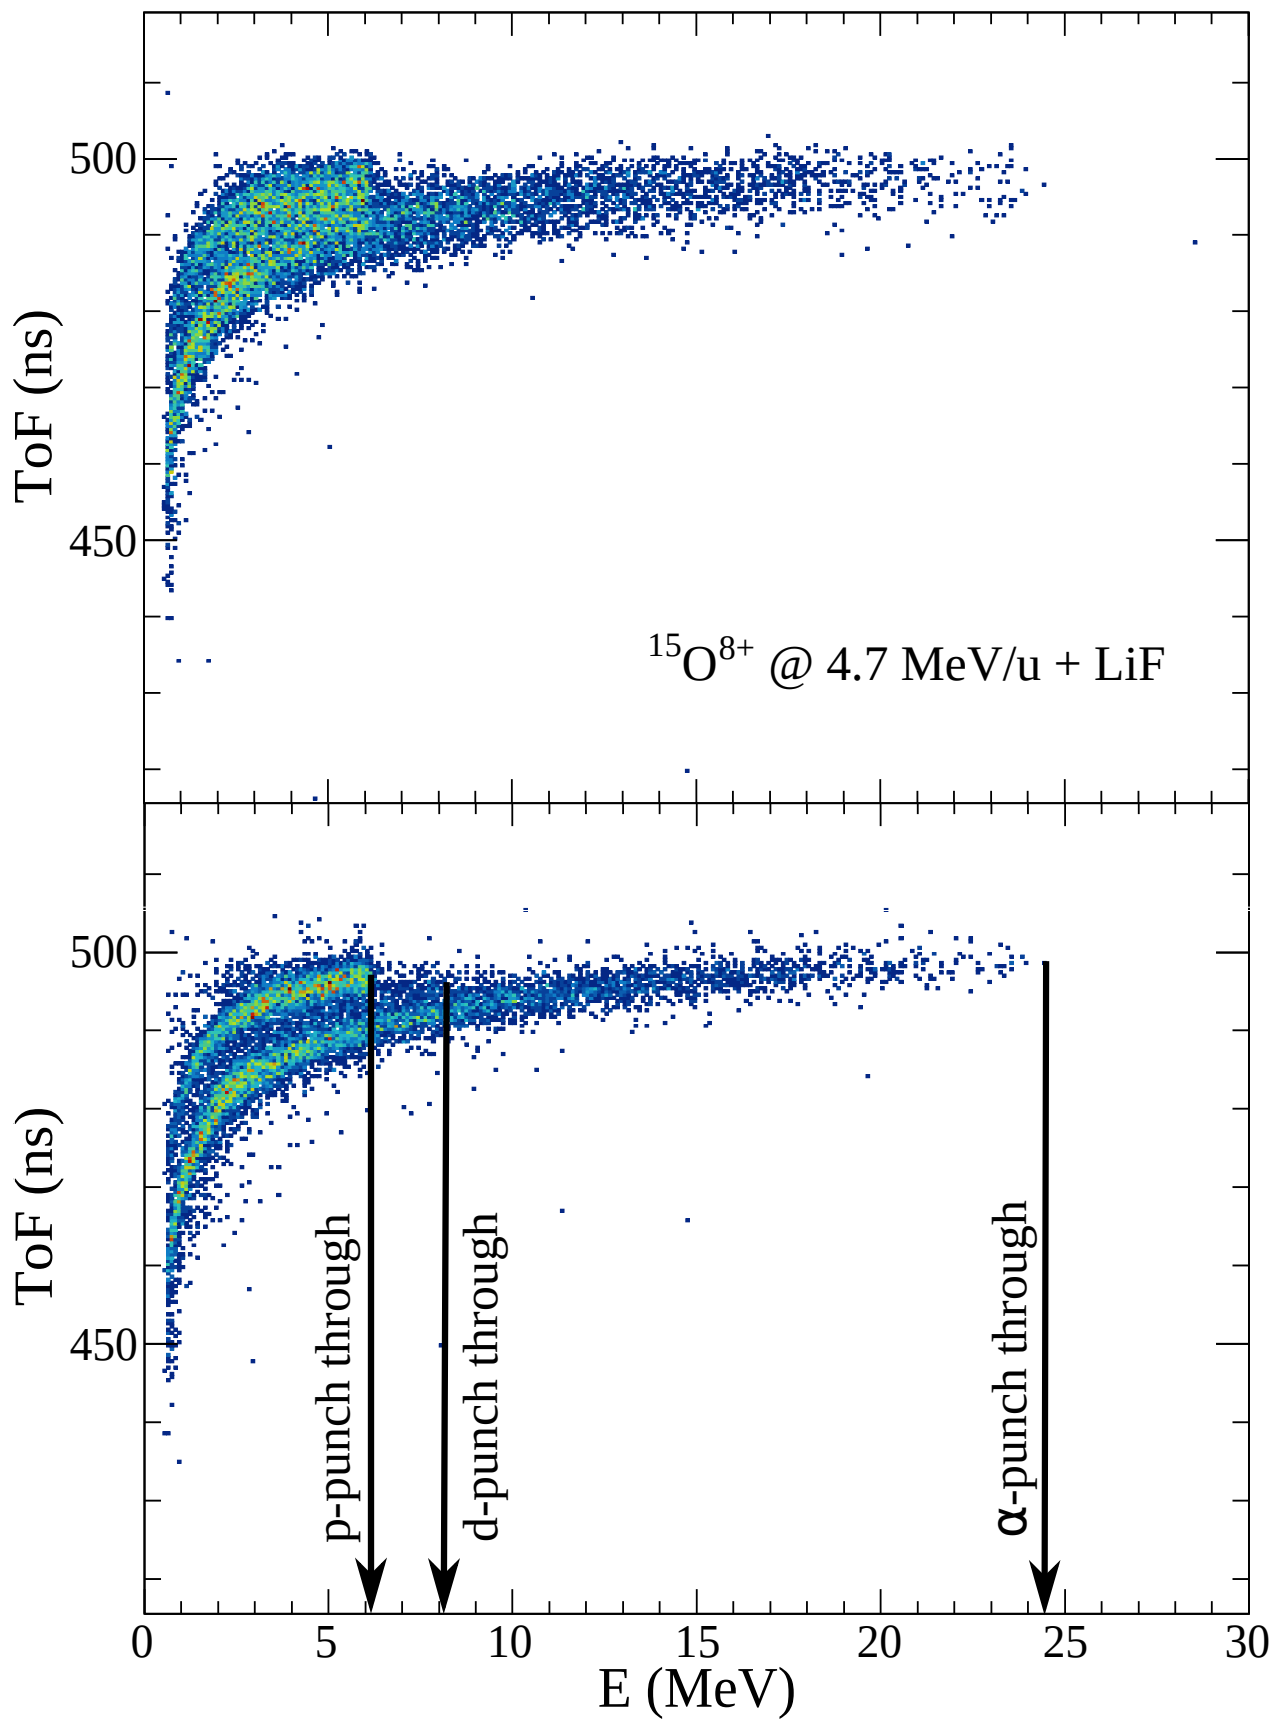 500
450
ToF (ns)
15O8+ @ 4.7 MeV/u + LiF
500
450
ToF (ns)
p-punch through
d-punch through
α-punch through
0 5 10 15 20 25 30
E (MeV)